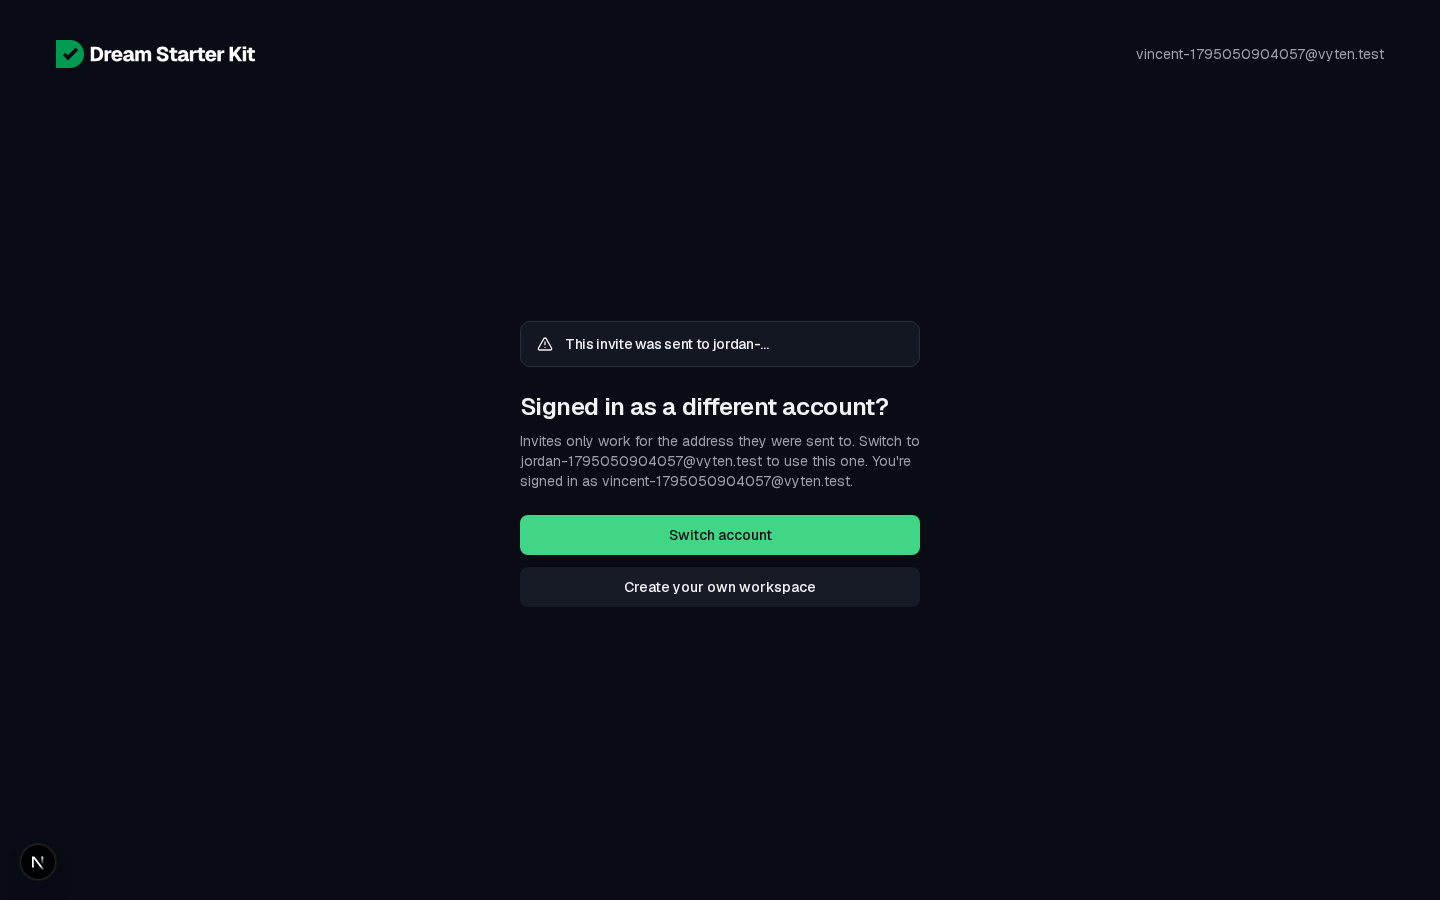 Dream Starter Kit
vincent-1795050904057@vyten.test
This invite was sent to jordan-...
Signed in as a different account?
Invites only work for the address they were sent to. Switch to
jordan-1795050904057@vyten.test to use this one. You're
signed in as vincent-1795050904057@vyten.test.
Switch account
Create your own workspace
N